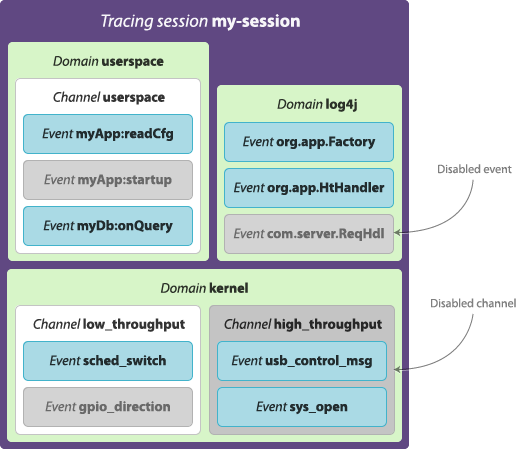 Tracing session my-session
Domain userspace
Channel userspace
Event myApp:readCfg
Event myApp:startup
Event myDb:onQuery
Domain log4j
Event org.app.Factory
Event org.app.HtHandler
Event com.server.ReqHdl
Disabled event
Domain kernel
Channel low_throughput
Event sched_switch
Event gpio_direction
Channel high_throughput
Event usb_control_msg
Event sys_open
Disabled channel